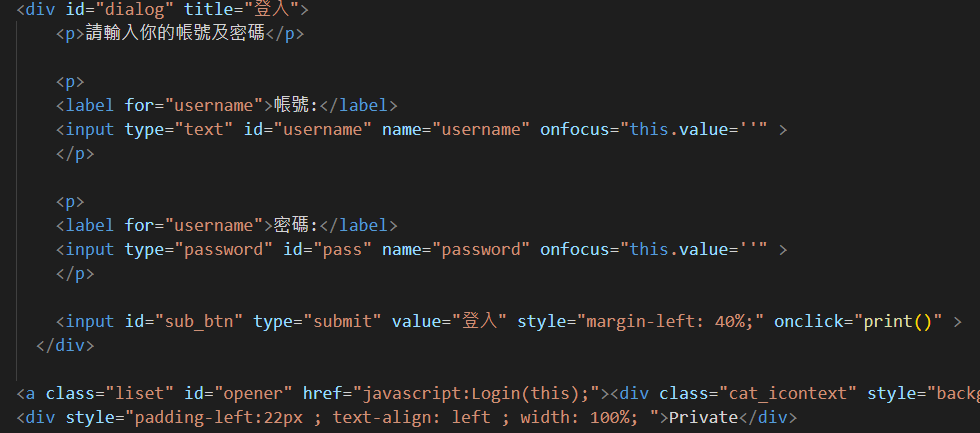 <div id="dialog" title="登入">
<p>請輸入你的帳號及密碼</p>
<p>
<label for="username">帳號:</label>
<input type="text" id="username" name="username" onfocus="this.value=''" >
</p>
<p>
<label for="username">密碼:</label>
<input type="password" id="pass" name="password" onfocus="this.value=''" >
</p>
<input id="sub_btn" type="submit" value="登入" style="margin-left: 40%;" onclick="print()" >
</div>
<a class="liset" id="opener" href="javascript:Login(this);"><div class="cat_icontext" style="backg
<div style="padding-left:22px ; text-align: left ; width: 100%; ">Private</div>